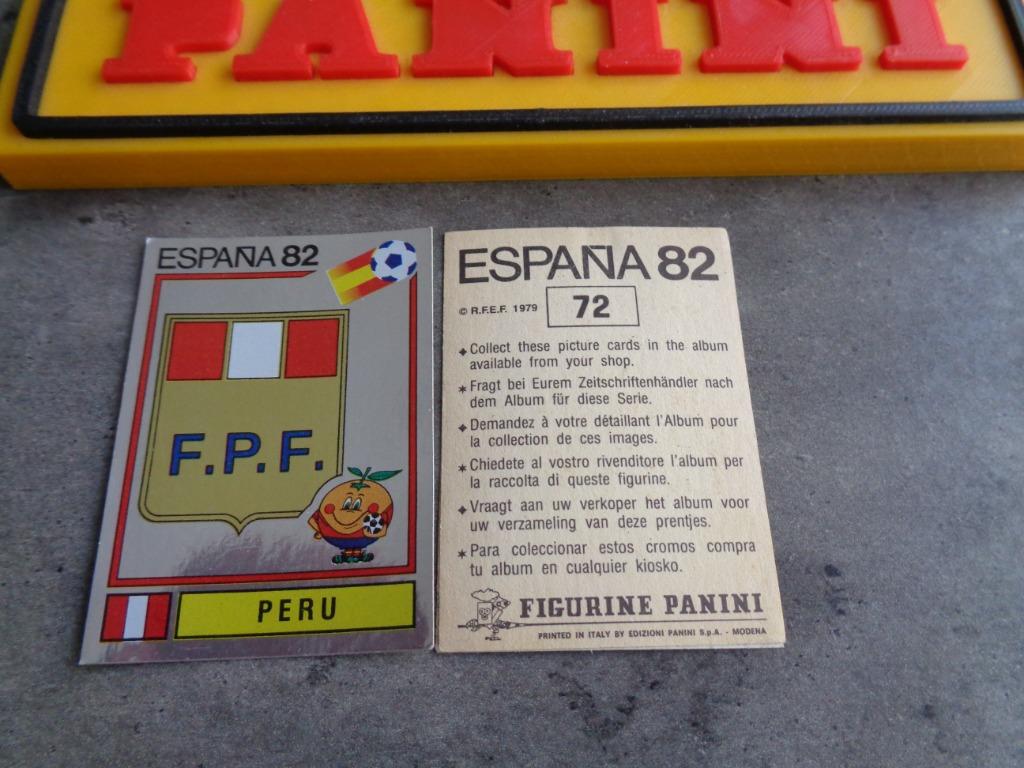 PANINI
ESPAÑA 82
F.P.F.
PERU
ESPAÑA 82
© R.F.E.F. 1979
72
Collect these picture cards in the album
available from your shop.
Fragt bei Eurem Zeitschriftenhändler nach
dem Album für diese Serie.
Demandez à votre détaillant l'Album pour
la collection de ces images.
Chiedete al vostro rivenditore l'album per
la raccolta di queste figurine.
Vraagt aan uw verkoper het album voor
uw verzameling van deze prentjes.
Para coleccionar estos cromos compra
tu album en cualquier kiosko.
FIGURINE PANINI
PRINTED IN ITALY BY EDIZIONI PANINI S.p.A. - MODENA